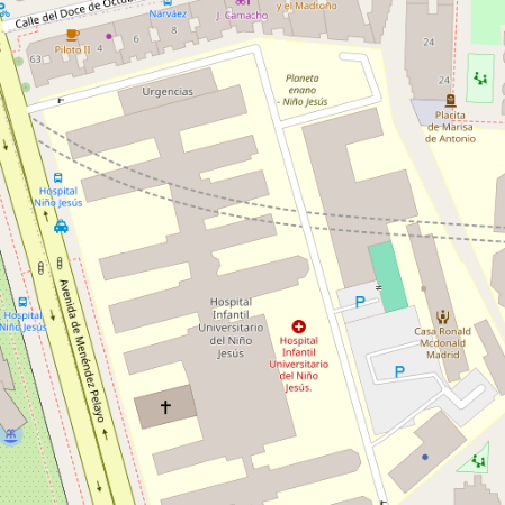 Calle del Doce de Octub
Narváez
J. Camacho
y el Madroño
Piloto II
63
4
6
8
24
24
Urgencias
Planeta
enano
- Niño Jesús
Placita
de Marisa
de Antonio
Hospital
Niño Jesús
Hospital
Niño Jesús
Avenida de Menéndez Pelayo
Hospital
Infantil
Universitario
del Niño
Jesús
Hospital
Infantil
Universitario
del Niño
Jesús.
P
P
Casa Ronald
Mcdonald
Madrid